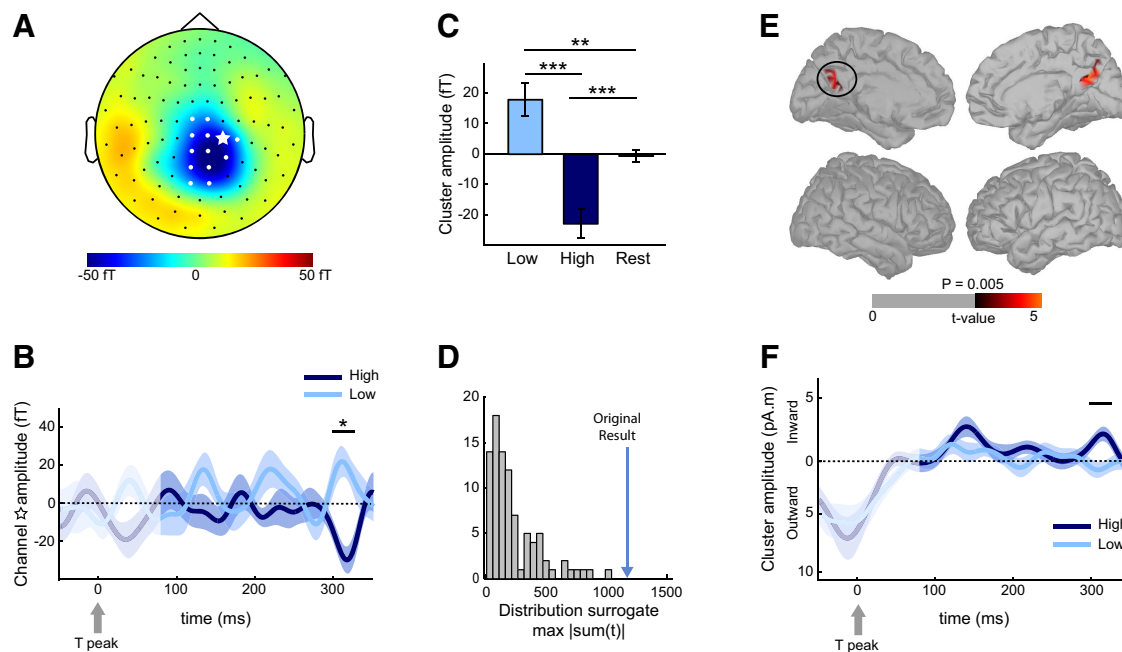 A
-50 fT
0
50 fT
B
High
Low
Channel ☆ amplitude (fT)
40
20
0
-20
*
0
100
200
300
time (ms)
T peak
C
Cluster amplitude (fT)
30
20
10
0
-10
-20
**
***
***
Low
High
Rest
D
20
15
10
5
0
Original
Result
0
500
1000
1500
Distribution surrogate
max |sum(t)|
E
P = 0.005
0
t-value
5
F
Cluster amplitude (pA.m)
Outward
Inward
5
0
5
10
High
Low
0
100
200
300
time (ms)
T peak